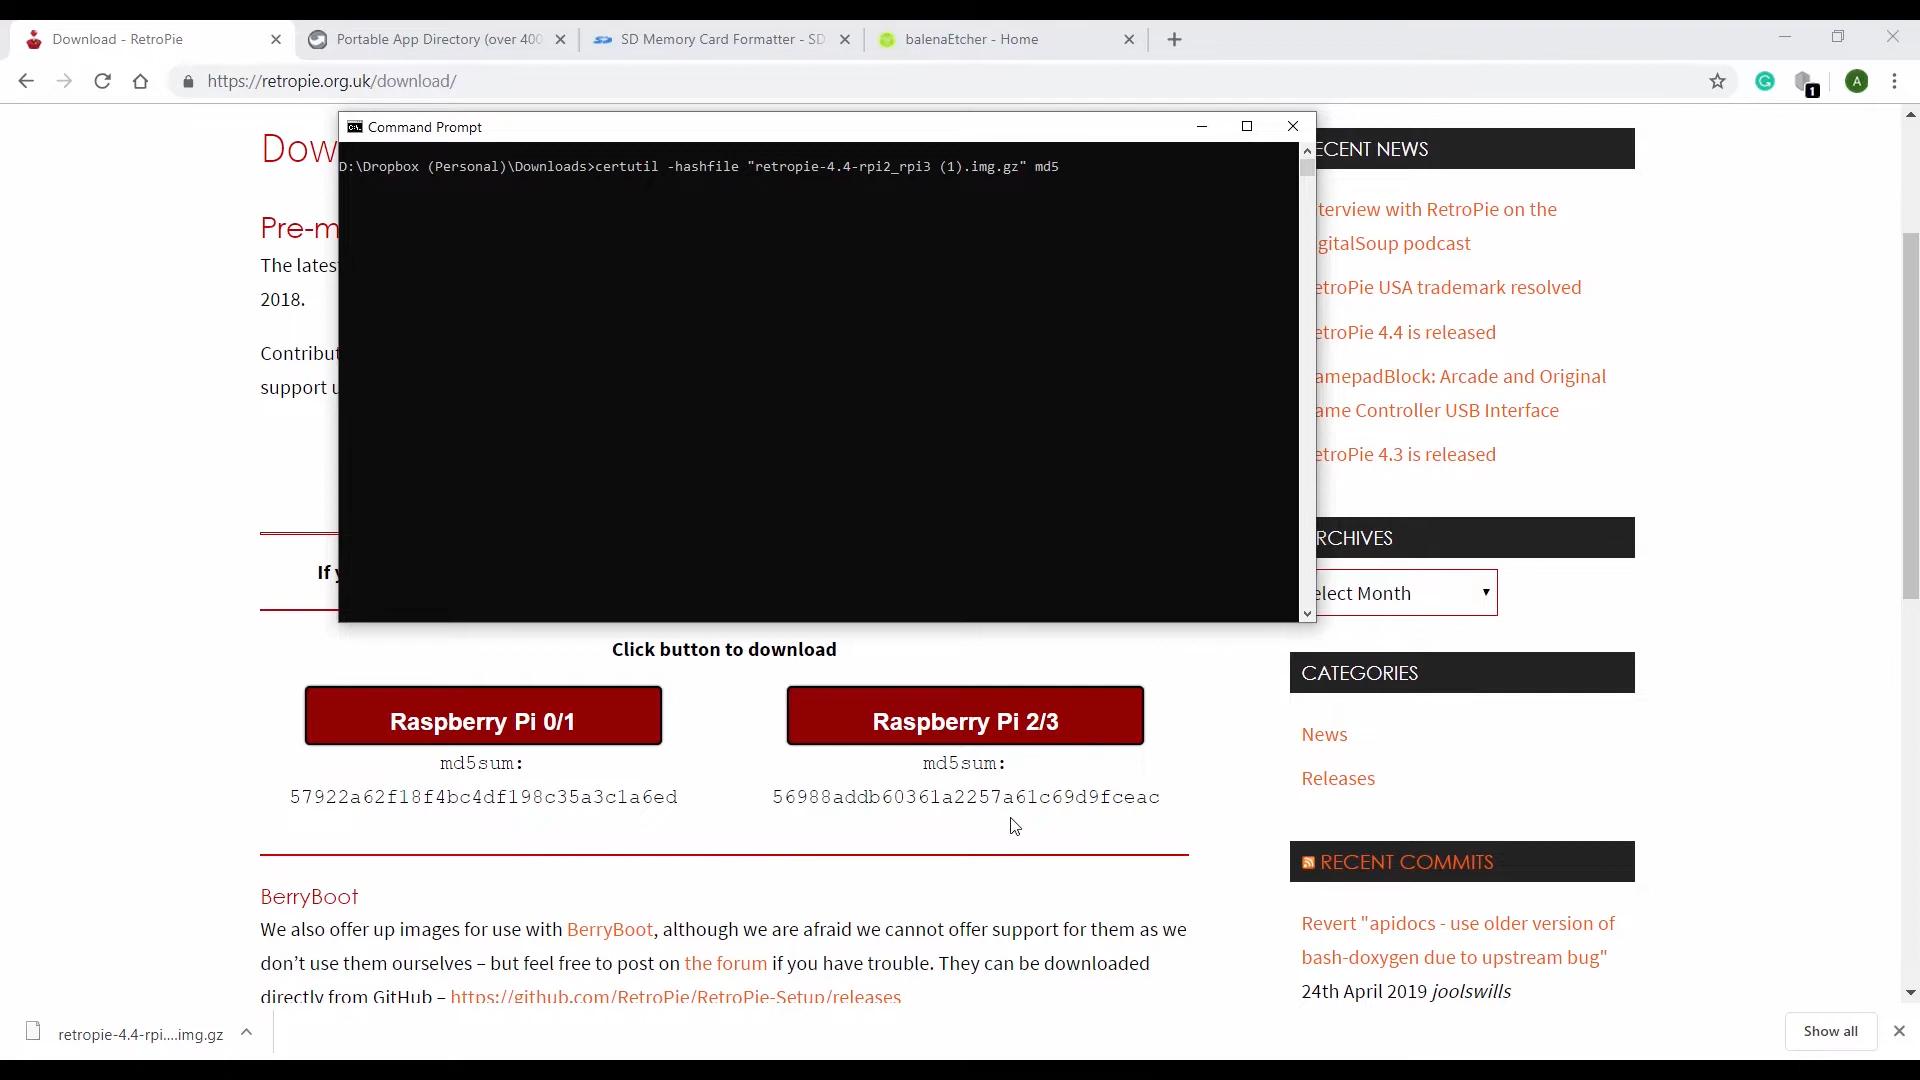 Download - RetroPie
Portable App Directory (over 400
SD Memory Card Formatter - SD
balenaEtcher - Home
https://retropie.org.uk/download/
1
A
Command Prompt
D:\Dropbox (Personal)\Downloads>certutil -hashfile "retropie-4.4-rpi2_rpi3 (1).img.gz" md5
Dow
Pre-m
The lates
2018.
Contribut
support u
If y
Click button to download
Raspberry Pi 0/1
md5sum:
57922a62f18f4bc4df198c35a3c1a6ed
Raspberry Pi 2/3
md5sum:
56988addb60361a2257a61c69d9fceac
BerryBoot
We also offer up images for use with BerryBoot, although we are afraid we cannot offer support for them as we
don’t use them ourselves – but feel free to post on the forum if you have trouble. They can be downloaded
directly from GitHub – https://github.com/RetroPie/RetroPie-Setup/releases
ECENT NEWS
terview with RetroPie on the
gitalSoup podcast
etroPie USA trademark resolved
etroPie 4.4 is released
amepadBlock: Arcade and Original
ame Controller USB Interface
etroPie 4.3 is released
RCHIVES
elect Month
CATEGORIES
News
Releases
RECENT COMMITS
Revert "apidocs - use older version of
bash-doxygen due to upstream bug"
24th April 2019 joolswills
retropie-4.4-rpi....img.gz
Show all